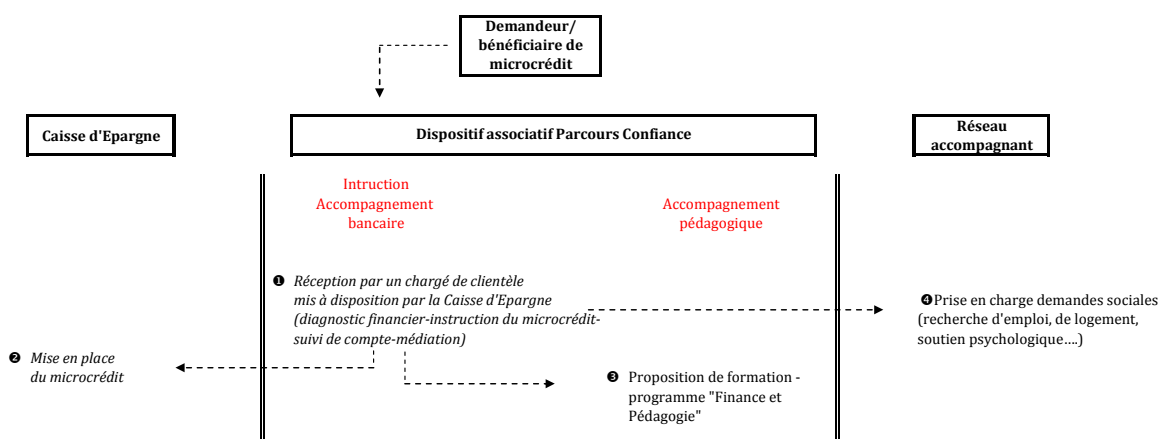 Demandeur/
bénéficiaire de
microcrédit
Caisse d'Epargne
Dispositif associatif Parcours Confiance
Réseau
accompagnant
Intruction
Accompagnement
bancaire
Accompagnement
pédagogique
❶ Réception par un chargé de clientèle
mis à disposition par la Caisse d'Epargne
(diagnostic financier-instruction du microcrédit-
suivi de compte-médiation)
❹Prise en charge demandes sociales
(recherche d'emploi, de logement,
soutien psychologique....)
❷ Mise en place
du microcrédit
❸ Proposition de formation -
programme "Finance et
Pédagogie"